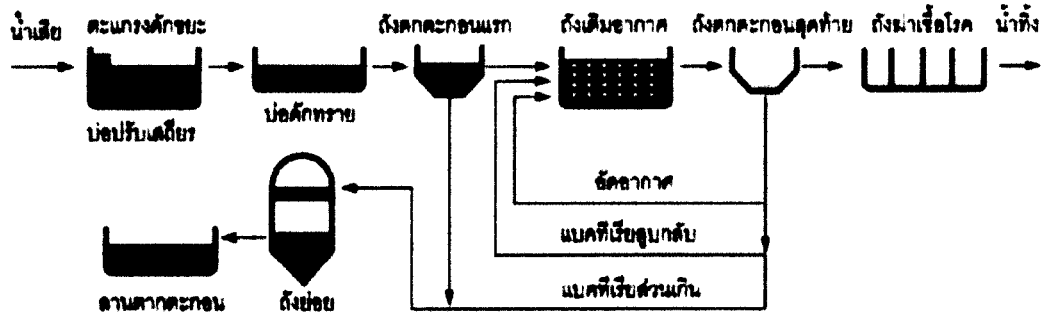 น้ำเสีย
ตะแกรงดักขยะ
ถังตกตะกอนแรก
ถังเติมอากาศ
ถังตกตะกอนสุดท้าย
ถังฆ่าเชื้อโรค
น้ำทิ้ง
บ่อปรับเสถียร
บ่อดักทราย
อัดอากาศ
แบคทีเรียสูบกลับ
แบคทีเรียส่วนเกิน
ลานตากตะกอน
ถังย่อย